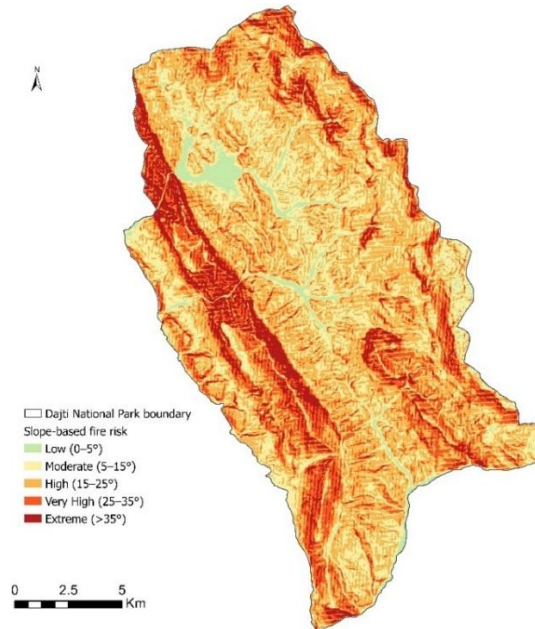 N
Dajti National Park boundary
Slope-based fire risk
Low (0–5°)
Moderate (5–15°)
High (15–25°)
Very High (25–35°)
Extreme (>35°)
0 2.5 5
Km